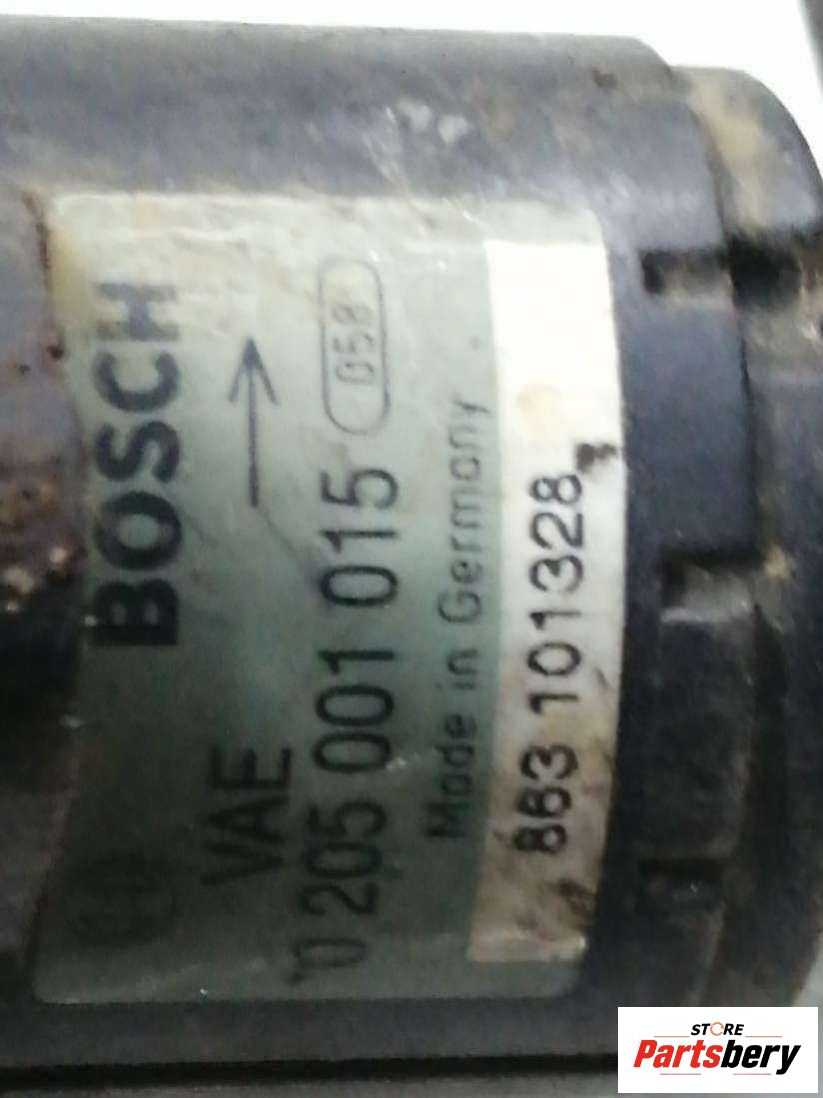 BOSCH
VAE →
0 205 001 015 058
Made in Germany
863 101328
STORE
Partsbery